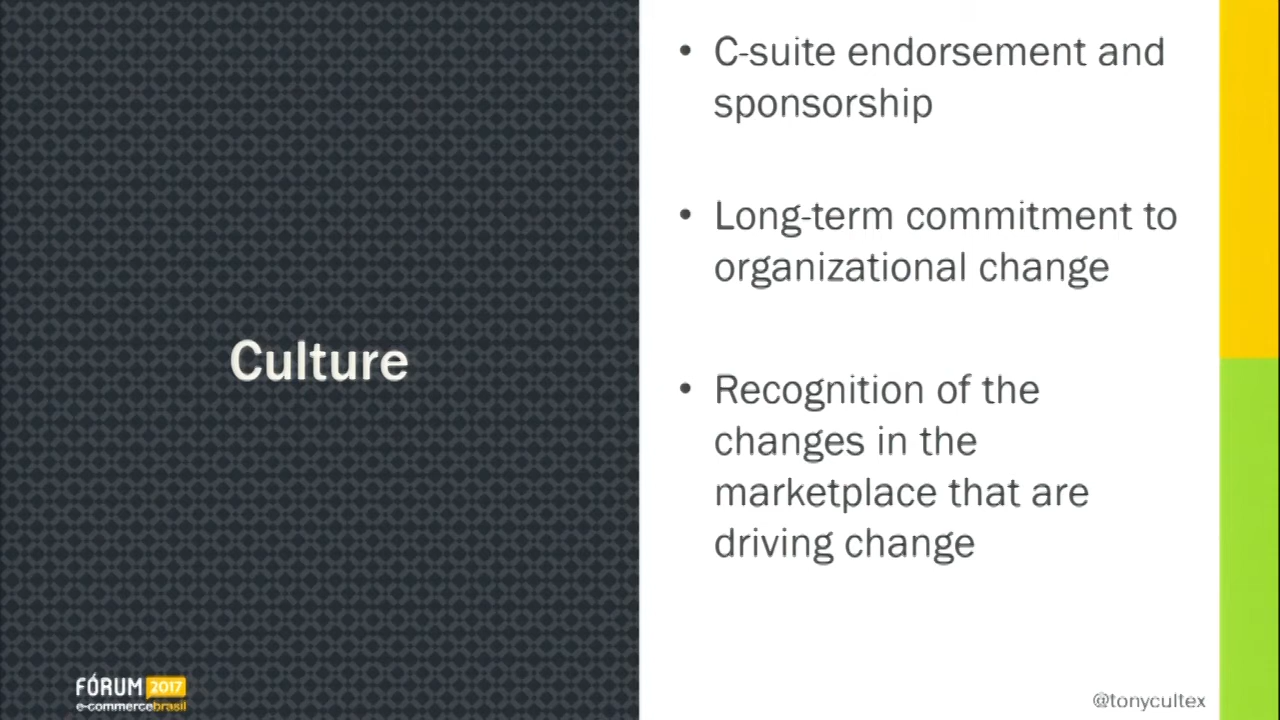 Culture
• C-suite endorsement and
sponsorship
• Long-term commitment to
organizational change
• Recognition of the
changes in the
marketplace that are
driving change
FÓRUM 2017
e-commercebrasil
@tonycultex